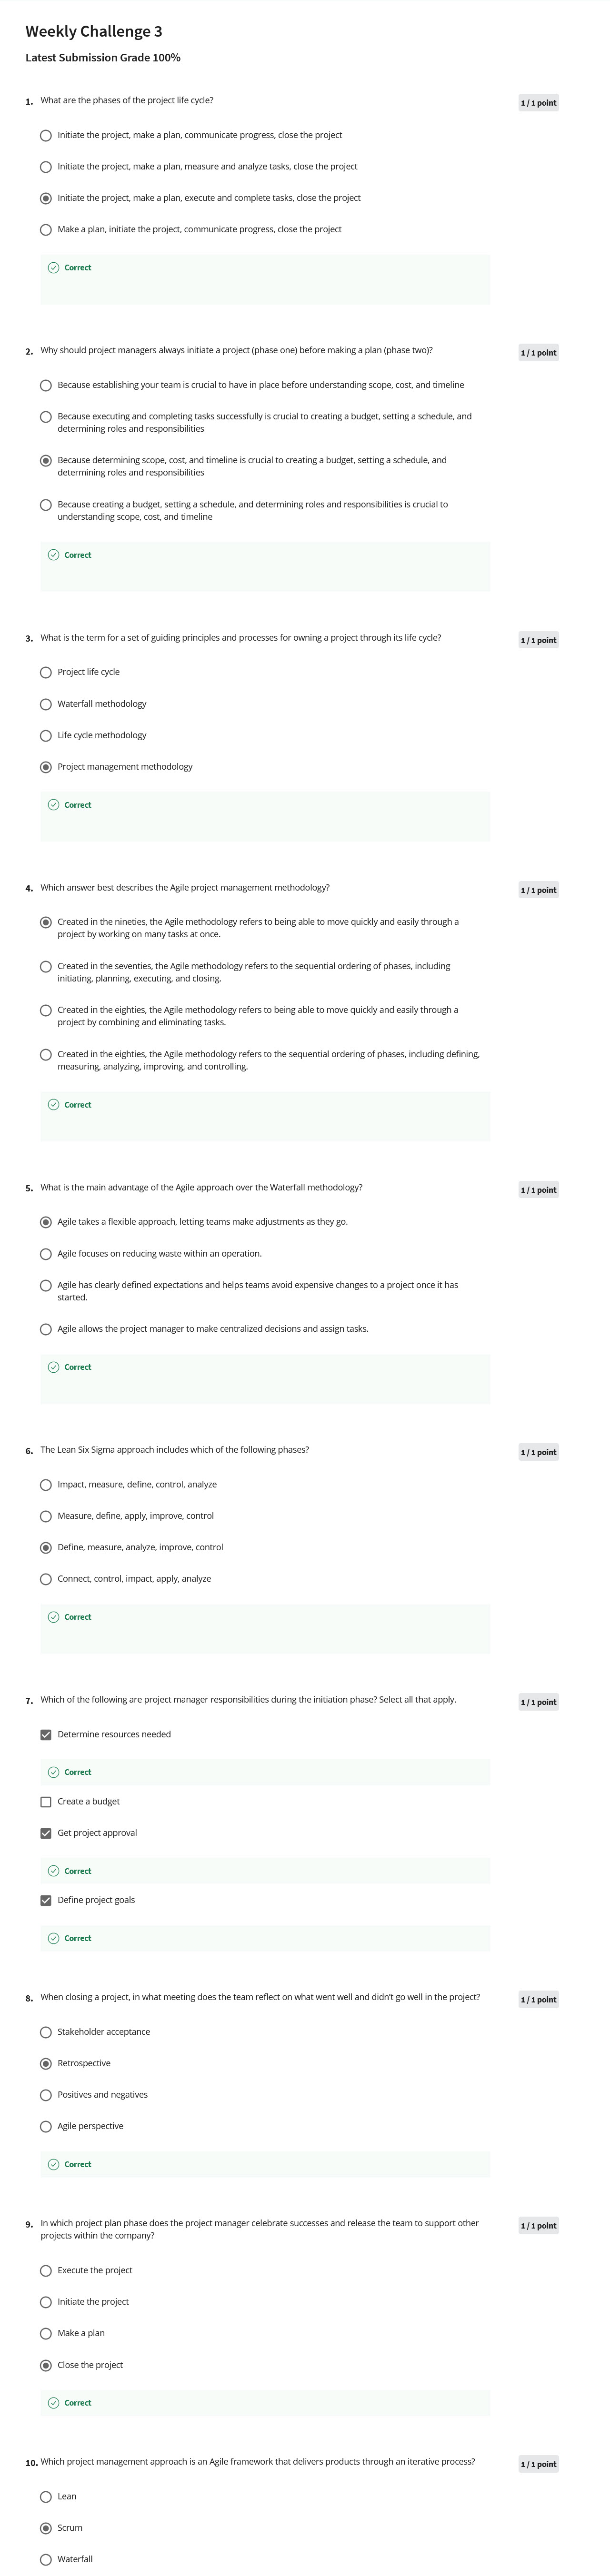 Weekly Challenge 3
Latest Submission Grade 100%
1. What are the phases of the project life cycle?
1 / 1 point
Initiate the project, make a plan, communicate progress, close the project
Initiate the project, make a plan, measure and analyze tasks, close the project
Initiate the project, make a plan, execute and complete tasks, close the project
Make a plan, initiate the project, communicate progress, close the project
Correct
2. Why should project managers always initiate a project (phase one) before making a plan (phase two)?
1 / 1 point
Because establishing your team is crucial to have in place before understanding scope, cost, and timeline
Because executing and completing tasks successfully is crucial to creating a budget, setting a schedule, and
determining roles and responsibilities
Because determining scope, cost, and timeline is crucial to creating a budget, setting a schedule, and
determining roles and responsibilities
Because creating a budget, setting a schedule, and determining roles and responsibilities is crucial to
understanding scope, cost, and timeline
Correct
3. What is the term for a set of guiding principles and processes for owning a project through its life cycle?
1 / 1 point
Project life cycle
Waterfall methodology
Life cycle methodology
Project management methodology
Correct
4. Which answer best describes the Agile project management methodology?
1 / 1 point
Created in the nineties, the Agile methodology refers to being able to move quickly and easily through a
project by working on many tasks at once.
Created in the seventies, the Agile methodology refers to the sequential ordering of phases, including
initiating, planning, executing, and closing.
Created in the eighties, the Agile methodology refers to being able to move quickly and easily through a
project by combining and eliminating tasks.
Created in the eighties, the Agile methodology refers to the sequential ordering of phases, including defining,
measuring, analyzing, improving, and controlling.
Correct
5. What is the main advantage of the Agile approach over the Waterfall methodology?
1 / 1 point
Agile takes a flexible approach, letting teams make adjustments as they go.
Agile focuses on reducing waste within an operation.
Agile has clearly defined expectations and helps teams avoid expensive changes to a project once it has
started.
Agile allows the project manager to make centralized decisions and assign tasks.
Correct
6. The Lean Six Sigma approach includes which of the following phases?
1 / 1 point
Impact, measure, define, control, analyze
Measure, define, apply, improve, control
Define, measure, analyze, improve, control
Connect, control, impact, apply, analyze
Correct
7. Which of the following are project manager responsibilities during the initiation phase? Select all that apply.
1 / 1 point
Determine resources needed
Correct
Create a budget
Get project approval
Correct
Define project goals
Correct
8. When closing a project, in what meeting does the team reflect on what went well and didn't go well in the project?
1 / 1 point
Stakeholder acceptance
Retrospective
Positives and negatives
Agile perspective
Correct
9. In which project plan phase does the project manager celebrate successes and release the team to support other
projects within the company?
1 / 1 point
Execute the project
Initiate the project
Make a plan
Close the project
Correct
10. Which project management approach is an Agile framework that delivers products through an iterative process?
1 / 1 point
Lean
Scrum
Waterfall